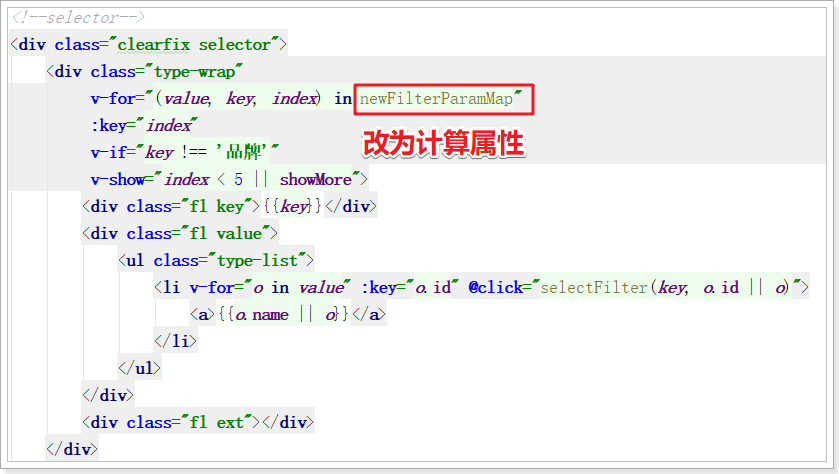 <!--selector-->
<div class="clearfix selector">
<div class="type-wrap"
v-for="(value, key, index) in newFilterParamMap"
:key="index"
改为计算属性
v-if="key !== '品牌'"
v-show="index < 5 || showMore">
<div class="fl key">{{key}}</div>
<div class="fl value">
<ul class="type-list">
<li v-for="o in value" :key="o.id" @click="selectFilter(key, o.id || o)">
<a>{{o.name || o}}</a>
</li>
</ul>
</div>
<div class="fl ext"></div>
</div>